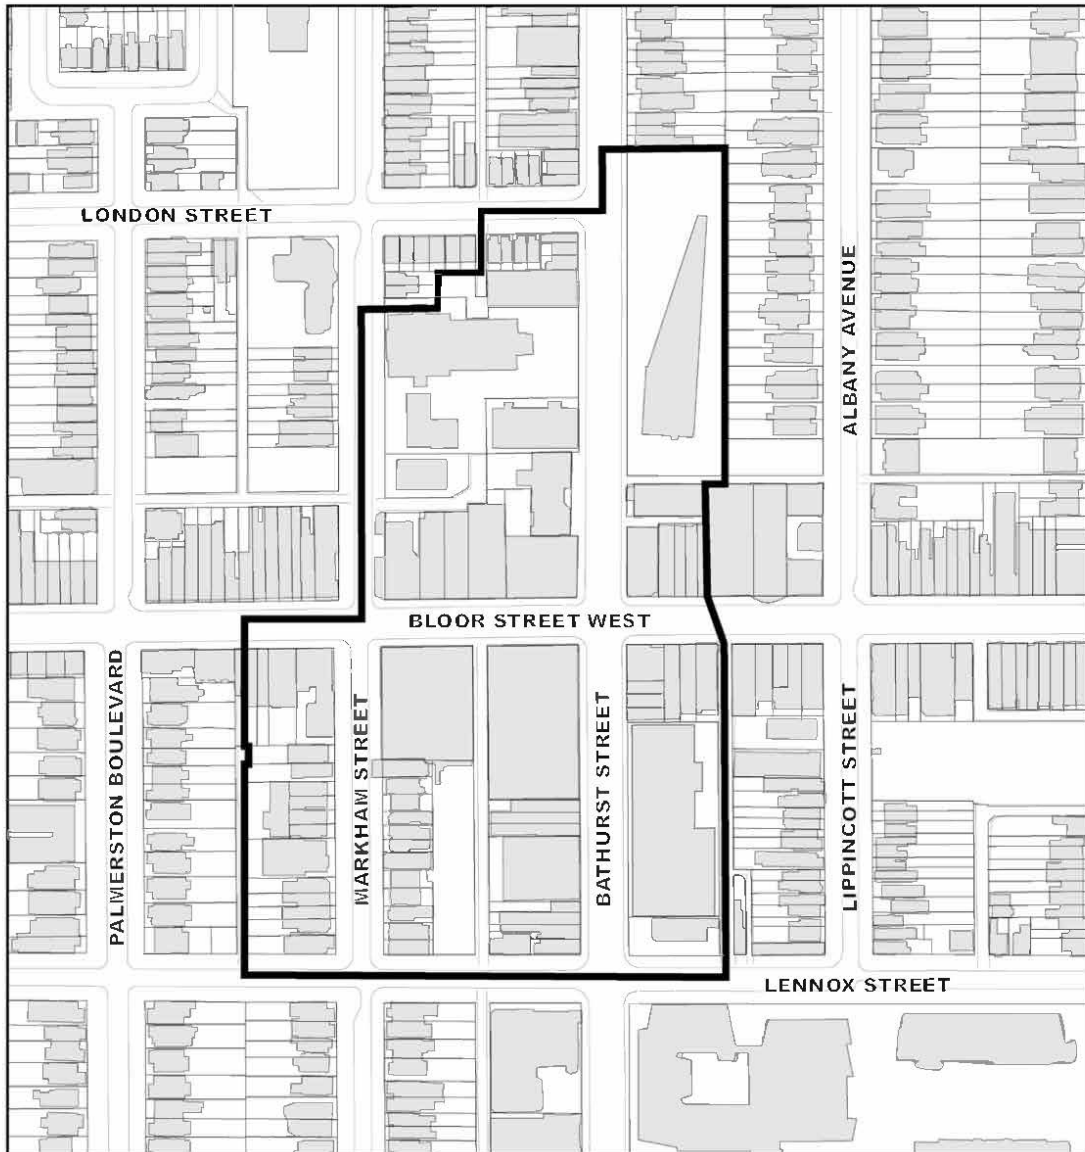 LONDON STREET
ALBANY AVENUE
BLOOR STREET WEST
PALMERSTON BOULEVARD
MARKHAM STREET
BATHURST STREET
LIPPINCOTT STREET
LENNOX STREET